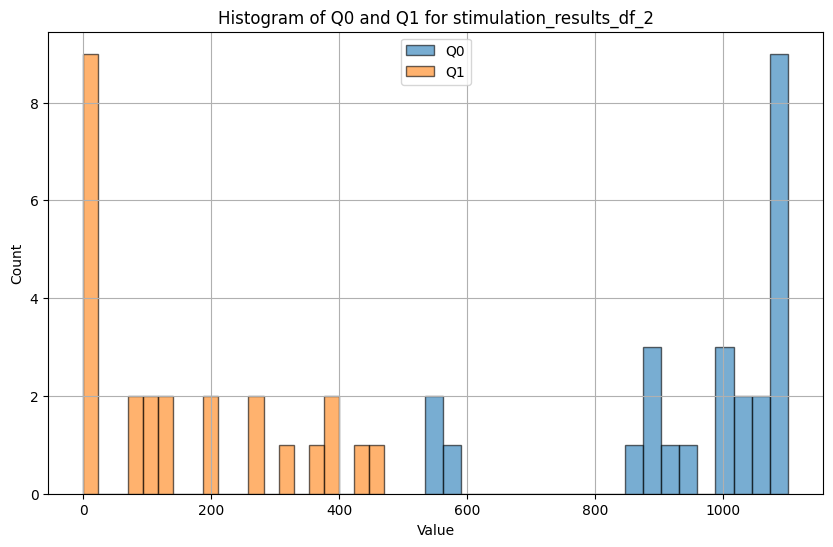 Histogram of Q0 and Q1 for stimulation_results_df_2
Q0
Q1
Count
8
6
4
2
0
0
200
400
600
800
1000
Value